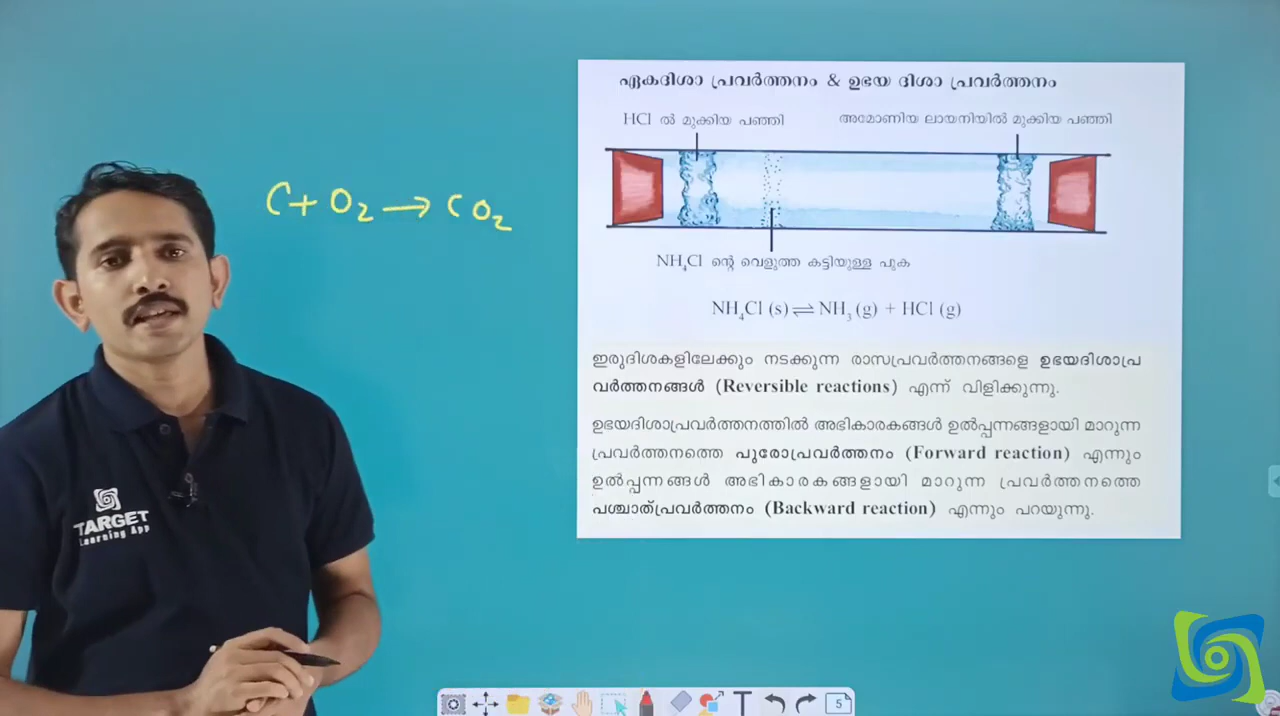 C + O₂ → CO₂
ഏകദിശാ പ്രവർത്തനം & ഉഭയ ദിശാ പ്രവർത്തനം
HCl ൽ മുക്കിയ പഞ്ഞി
അമോണിയ ലായനിയിൽ മുക്കിയ പഞ്ഞി
NH₄Cl ന്റെ വെളുത്ത കട്ടിയുള്ള പുക
NH₄Cl (s) ⇌ NH₃ (g) + HCl (g)
ഇരുദിശകളിലേക്കും നടക്കുന്ന രാസപ്രവർത്തനങ്ങളെ ഉഭയദിശാപ്ര
വർത്തനങ്ങൾ (Reversible reactions) എന്ന് വിളിക്കുന്നു.
ഉഭയദിശാപ്രവർത്തനത്തിൽ അഭികാരകങ്ങൾ ഉൽപ്പന്നങ്ങളായി മാറുന്ന
പ്രവർത്തനത്തെ പുരോപ്രവർത്തനം (Forward reaction) എന്നും
ഉൽപ്പന്നങ്ങൾ അഭികാരകങ്ങളായി മാറുന്ന പ്രവർത്തനത്തെ
പശ്ചാത്പ്രവർത്തനം (Backward reaction) എന്നും പറയുന്നു.
TARGET
Learning App
T
5